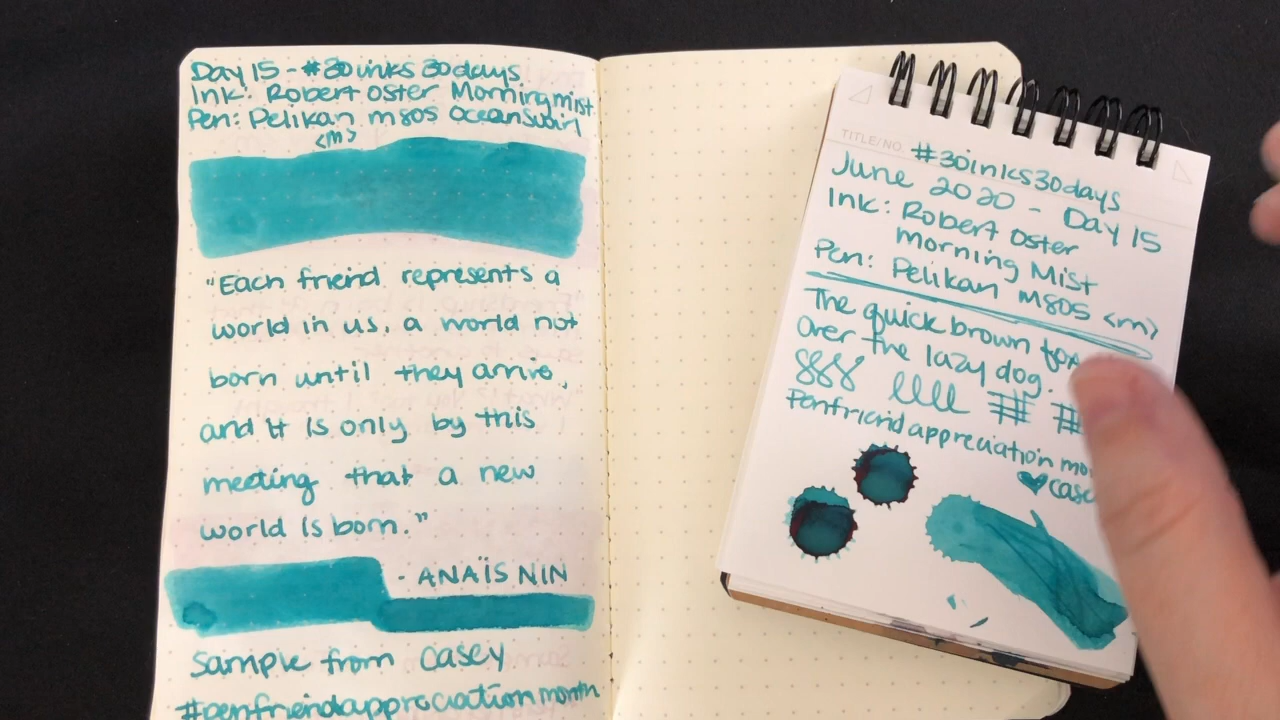 Day 15 - #30inks30days
Ink: Robert Oster Morning mist
Pen: Pelikan m805 Ocean Swirl
<m>
"Each friend represents a
world in us, a world not
born until they arrive,
and it is only by this
meeting that a new
world is born."
- ANAÏS NIN
Sample from Casey
#penfriendappreciationmonth
TITLE/NO.
#30inks30days
June 2020 - Day 15
Ink: Robert Oster
Morning Mist
Pen: Pelikan M805 <m>
The quick brown fox
over the lazy dog.
888 llll # #
Penfriend appreciation mo
♥ Case